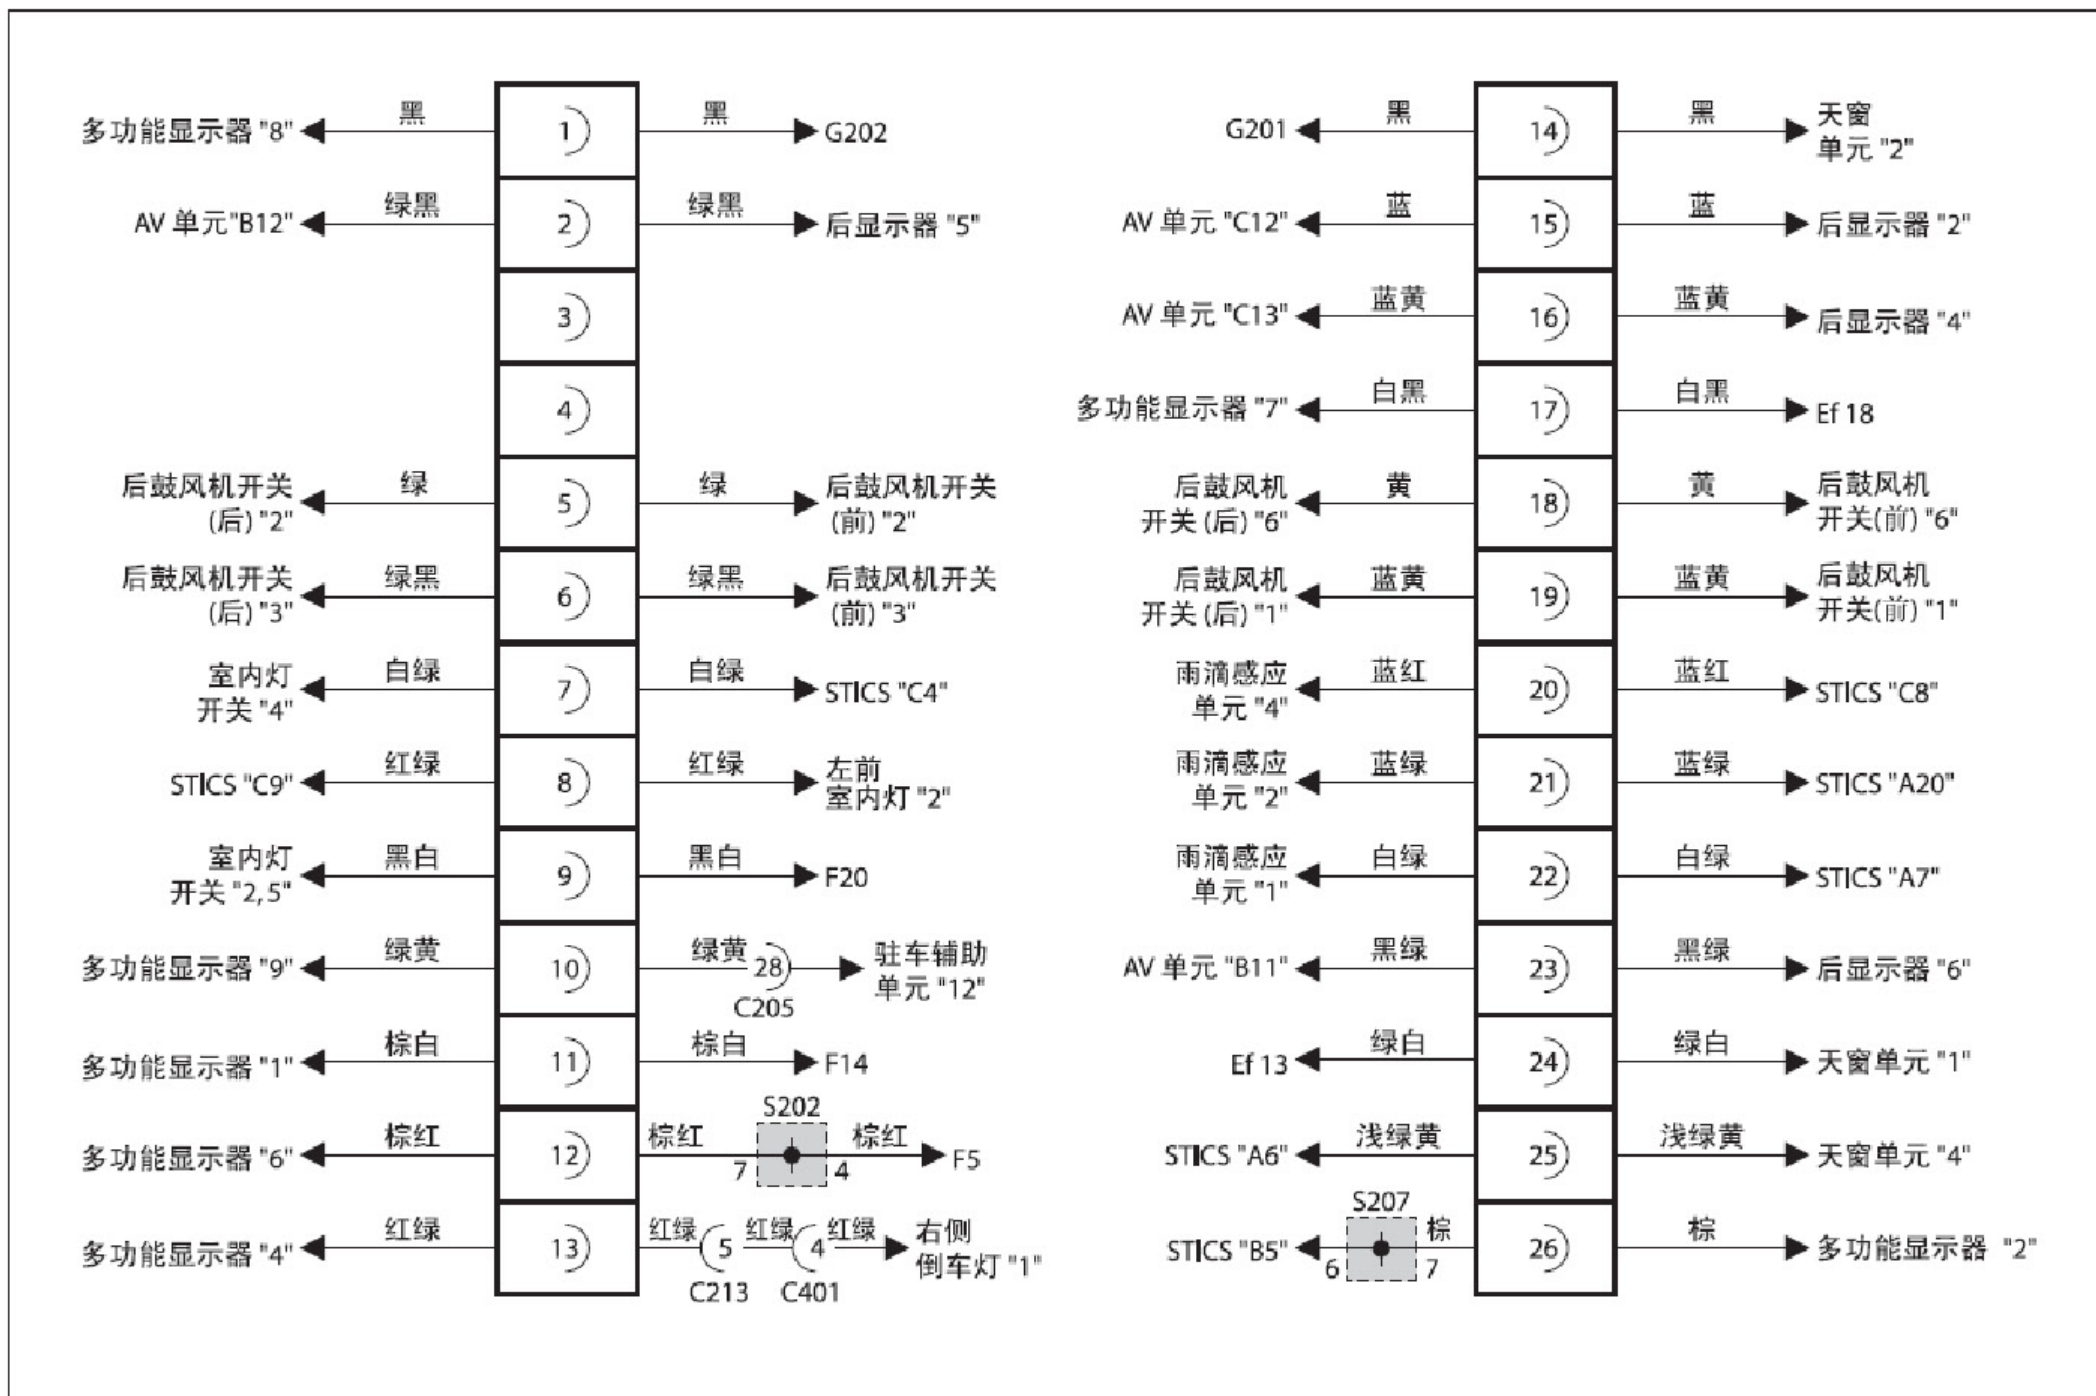 多功能显示器 "8" 黑 1 黑 G202
AV 单元"B12" 绿黑 2 绿黑 后显示器 "5"
3
4
后鼓风机开关
(后) "2" 绿 5 绿 后鼓风机开关
(前) "2"
后鼓风机开关
(后) "3" 绿黑 6 绿黑 后鼓风机开关
(前) "3"
室内灯
开关 "4" 白绿 7 白绿 STICS "C4"
STICS "C9" 红绿 8 红绿 左前
室内灯 "2"
室内灯
开关 "2, 5" 黑白 9 黑白 F20
多功能显示器 "9" 绿黄 10 绿黄 28 驻车辅助
单元 "12"
C205
多功能显示器 "1" 棕白 11 棕白 F14
S202
多功能显示器 "6" 棕红 12 棕红 7 4 棕红 F5
多功能显示器 "4" 红绿 13 红绿 5 红绿 4 红绿 右侧
倒车灯 "1"
C213 C401
G201 黑 14 黑 天窗
单元 "2"
AV 单元 "C12" 蓝 15 蓝 后显示器 "2"
AV 单元 "C13" 蓝黄 16 蓝黄 后显示器 "4"
多功能显示器 "7" 白黑 17 白黑 Ef 18
后鼓风机
开关 (后) "6" 黄 18 黄 后鼓风机
开关(前) "6"
后鼓风机
开关 (后) "1" 蓝黄 19 蓝黄 后鼓风机
开关(前) "1"
雨滴感应
单元 "4" 蓝红 20 蓝红 STICS "C8"
雨滴感应
单元 "2" 蓝绿 21 蓝绿 STICS "A20"
雨滴感应
单元 "1" 白绿 22 白绿 STICS "A7"
AV 单元 "B11" 黑绿 23 黑绿 后显示器 "6"
Ef 13 绿白 24 绿白 天窗单元 "1"
STICS "A6" 浅绿黄 25 浅绿黄 天窗单元 "4"
S207
STICS "B5" 6 7 棕 26 棕 多功能显示器 "2"